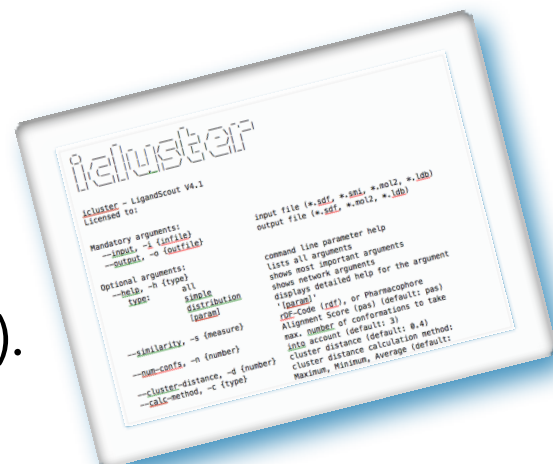 icluster
icluster – LigandScout V4.1
Licensed to:
Mandatory arguments:
--input, -i {infile} input file (*.sdf, *.smi, *.mol2, *.ldb)
--output, -o {outfile} output file (*.sdf, *.mol2, *.ldb)
Optional arguments:
--help, -h {type} command line parameter help
type: all lists all arguments
simple shows most important arguments
distribution shows network arguments
[param] displays detailed help for the argument
'[param]'
--similarity, -s {measure} rDF-Code (rdf), or Pharmacophore
Alignment Score (pas) (default: pas)
--num-confs, -n {number} max. number of conformations to take
into account (default: 3)
--cluster-distance, -d {number} cluster distance (default: 0.4)
--calc-method, -c {type} cluster distance calculation method:
Maximum, Minimum, Average (default:
).